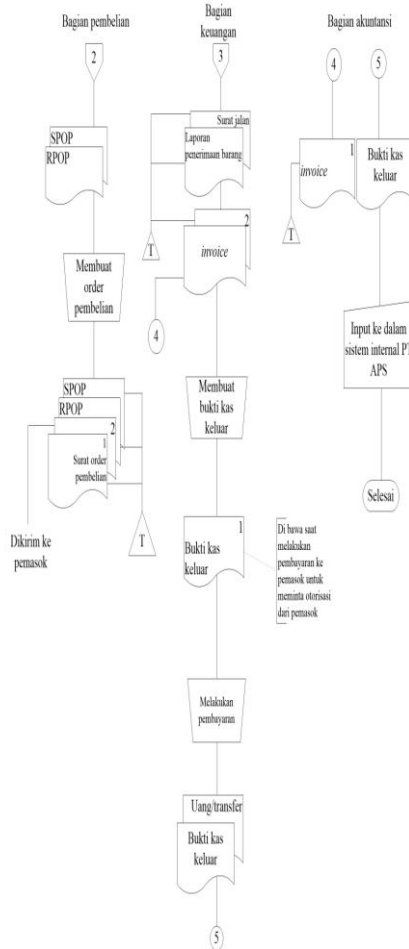 Bagian pembelian
2
SPOP
RPOP
Membuat
order
pembelian
SPOP
RPOP
2
1
Surat order
pembelian
Dikirim ke
pemasok
T
Bagian
keuangan
3
Surat jalan
Laporan
penerimaan barang
T
2
invoice
4
Membuat
bukti kas
keluar
1
Bukti kas
keluar
Di bawa saat
melakukan
pembayaran ke
pemasok untuk
meminta otorisasi
dari pemasok
Melakukan
pembayaran
Uang/transfer
Bukti kas
keluar
5
Bagian akuntansi
4
5
1
invoice
T
Bukti kas
keluar
Input ke dalam
sistem internal PT
APS
Selesai